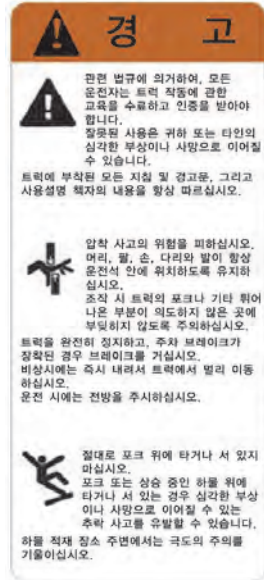 경 고
관련 법규에 의거하여, 모든
운전자는 트럭 작동에 관한
교육을 수료하고 인증을 받아야
합니다.
잘못된 사용은 귀하 또는 타인의
심각한 부상이나 사망으로 이어질
수 있습니다.
트럭에 부착된 모든 지침 및 경고문, 그리고
사용설명 책자의 내용을 항상 따르십시오.
압착 사고의 위험을 피하십시오.
머리, 팔, 손, 다리와 발이 항상
운전석 안에 위치하도록 유지하
십시오.
조작 시 트럭의 포크나 기타 튀어
나온 부분이 의도하지 않은 곳에
부딪히지 않도록 주의하십시오.
트럭을 완전히 정지하고, 주차 브레이크가
장착된 경우 브레이크를 거십시오.
비상시에는 즉시 내려서 트럭에서 멀리 이동
하십시오.
운전 시에는 전방을 주시하십시오.
절대로 포크 위에 타거나 서 있지
마십시오.
포크 또는 상승 중인 하물 위에
타거나 서 있는 경우 심각한 부상
이나 사망으로 이어질 수 있는
추락 사고를 유발할 수 있습니다.
하물 적재 장소 주변에서는 극도의 주의를
기울이십시오.